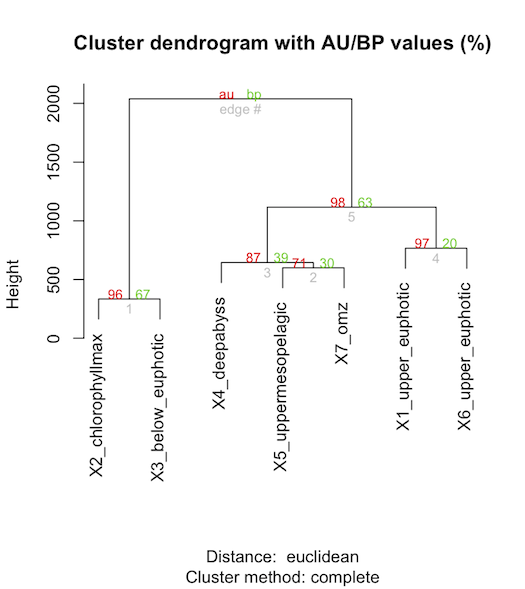 Cluster dendrogram with AU/BP values (%)
au bp
edge #
2000
1500
1000
500
0
Height
98 63
5
97 20
4
87 39
3
71 30
2
96 67
1
X2_chlorophyllmax
X3_below_euphotic
X4_deepabyss
X5_uppermesopelagic
X7_omz
X1_upper_euphotic
X6_upper_euphotic
Distance: euclidean
Cluster method: complete